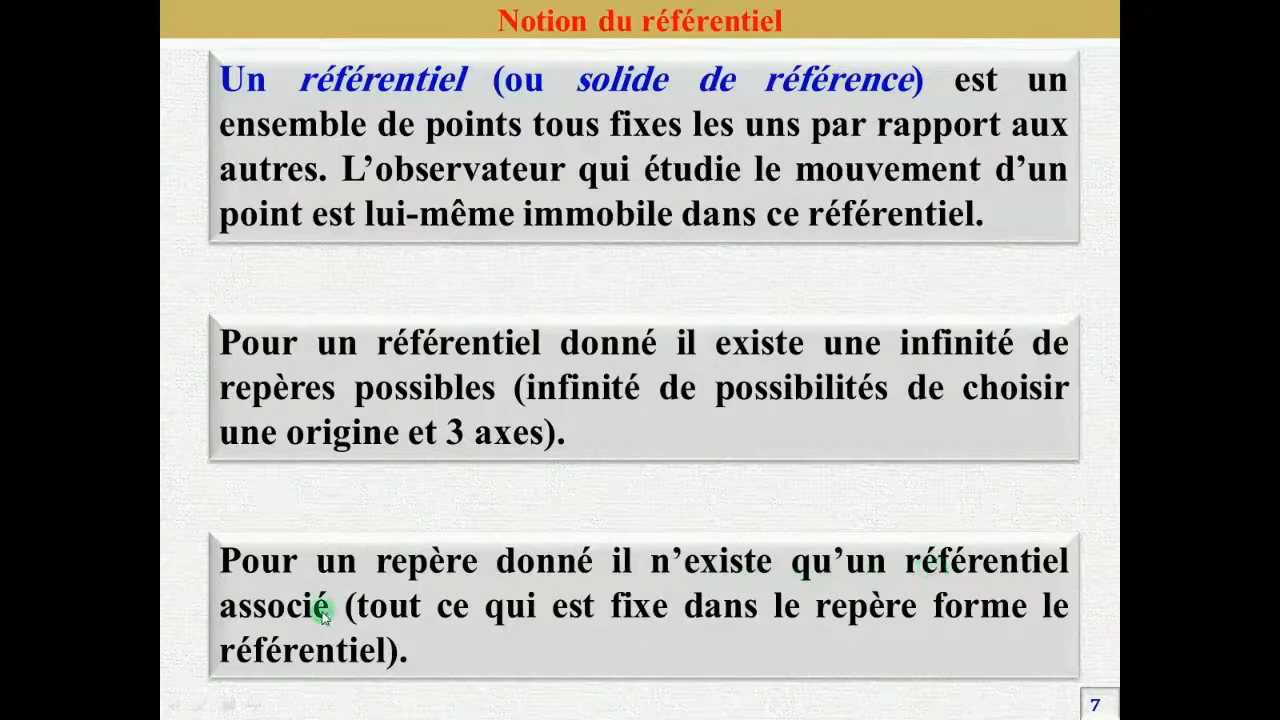 Notion du référentiel
Un référentiel (ou solide de référence) est un
ensemble de points tous fixes les uns par rapport aux
autres. L’observateur qui étudie le mouvement d’un
point est lui-même immobile dans ce référentiel.
Pour un référentiel donné il existe une infinité de
repères possibles (infinité de possibilités de choisir
une origine et 3 axes).
Pour un repère donné il n’existe qu’un référentiel
associé (tout ce qui est fixe dans le repère forme le
référentiel).
7